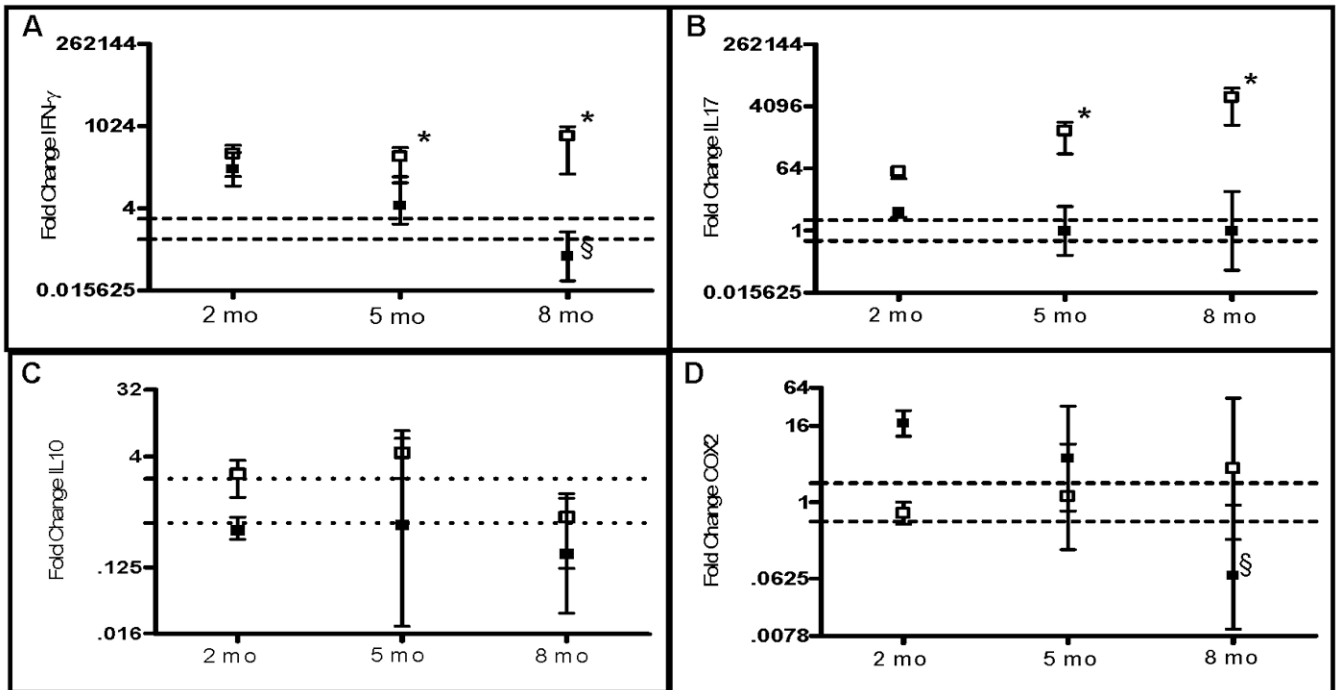 A
Fold Change IFN-γ
262144
1024
4
0.015625
*
*
§
2 mo 5 mo 8 mo
B
Fold Change IL17
262144
4096
64
1
0.015625
*
*
2 mo 5 mo 8 mo
C
Fold Change IL10
32
4
.125
.016
2 mo 5 mo 8 mo
D
Fold Change COX2
64
16
1
.0625
.0078
§
2 mo 5 mo 8 mo